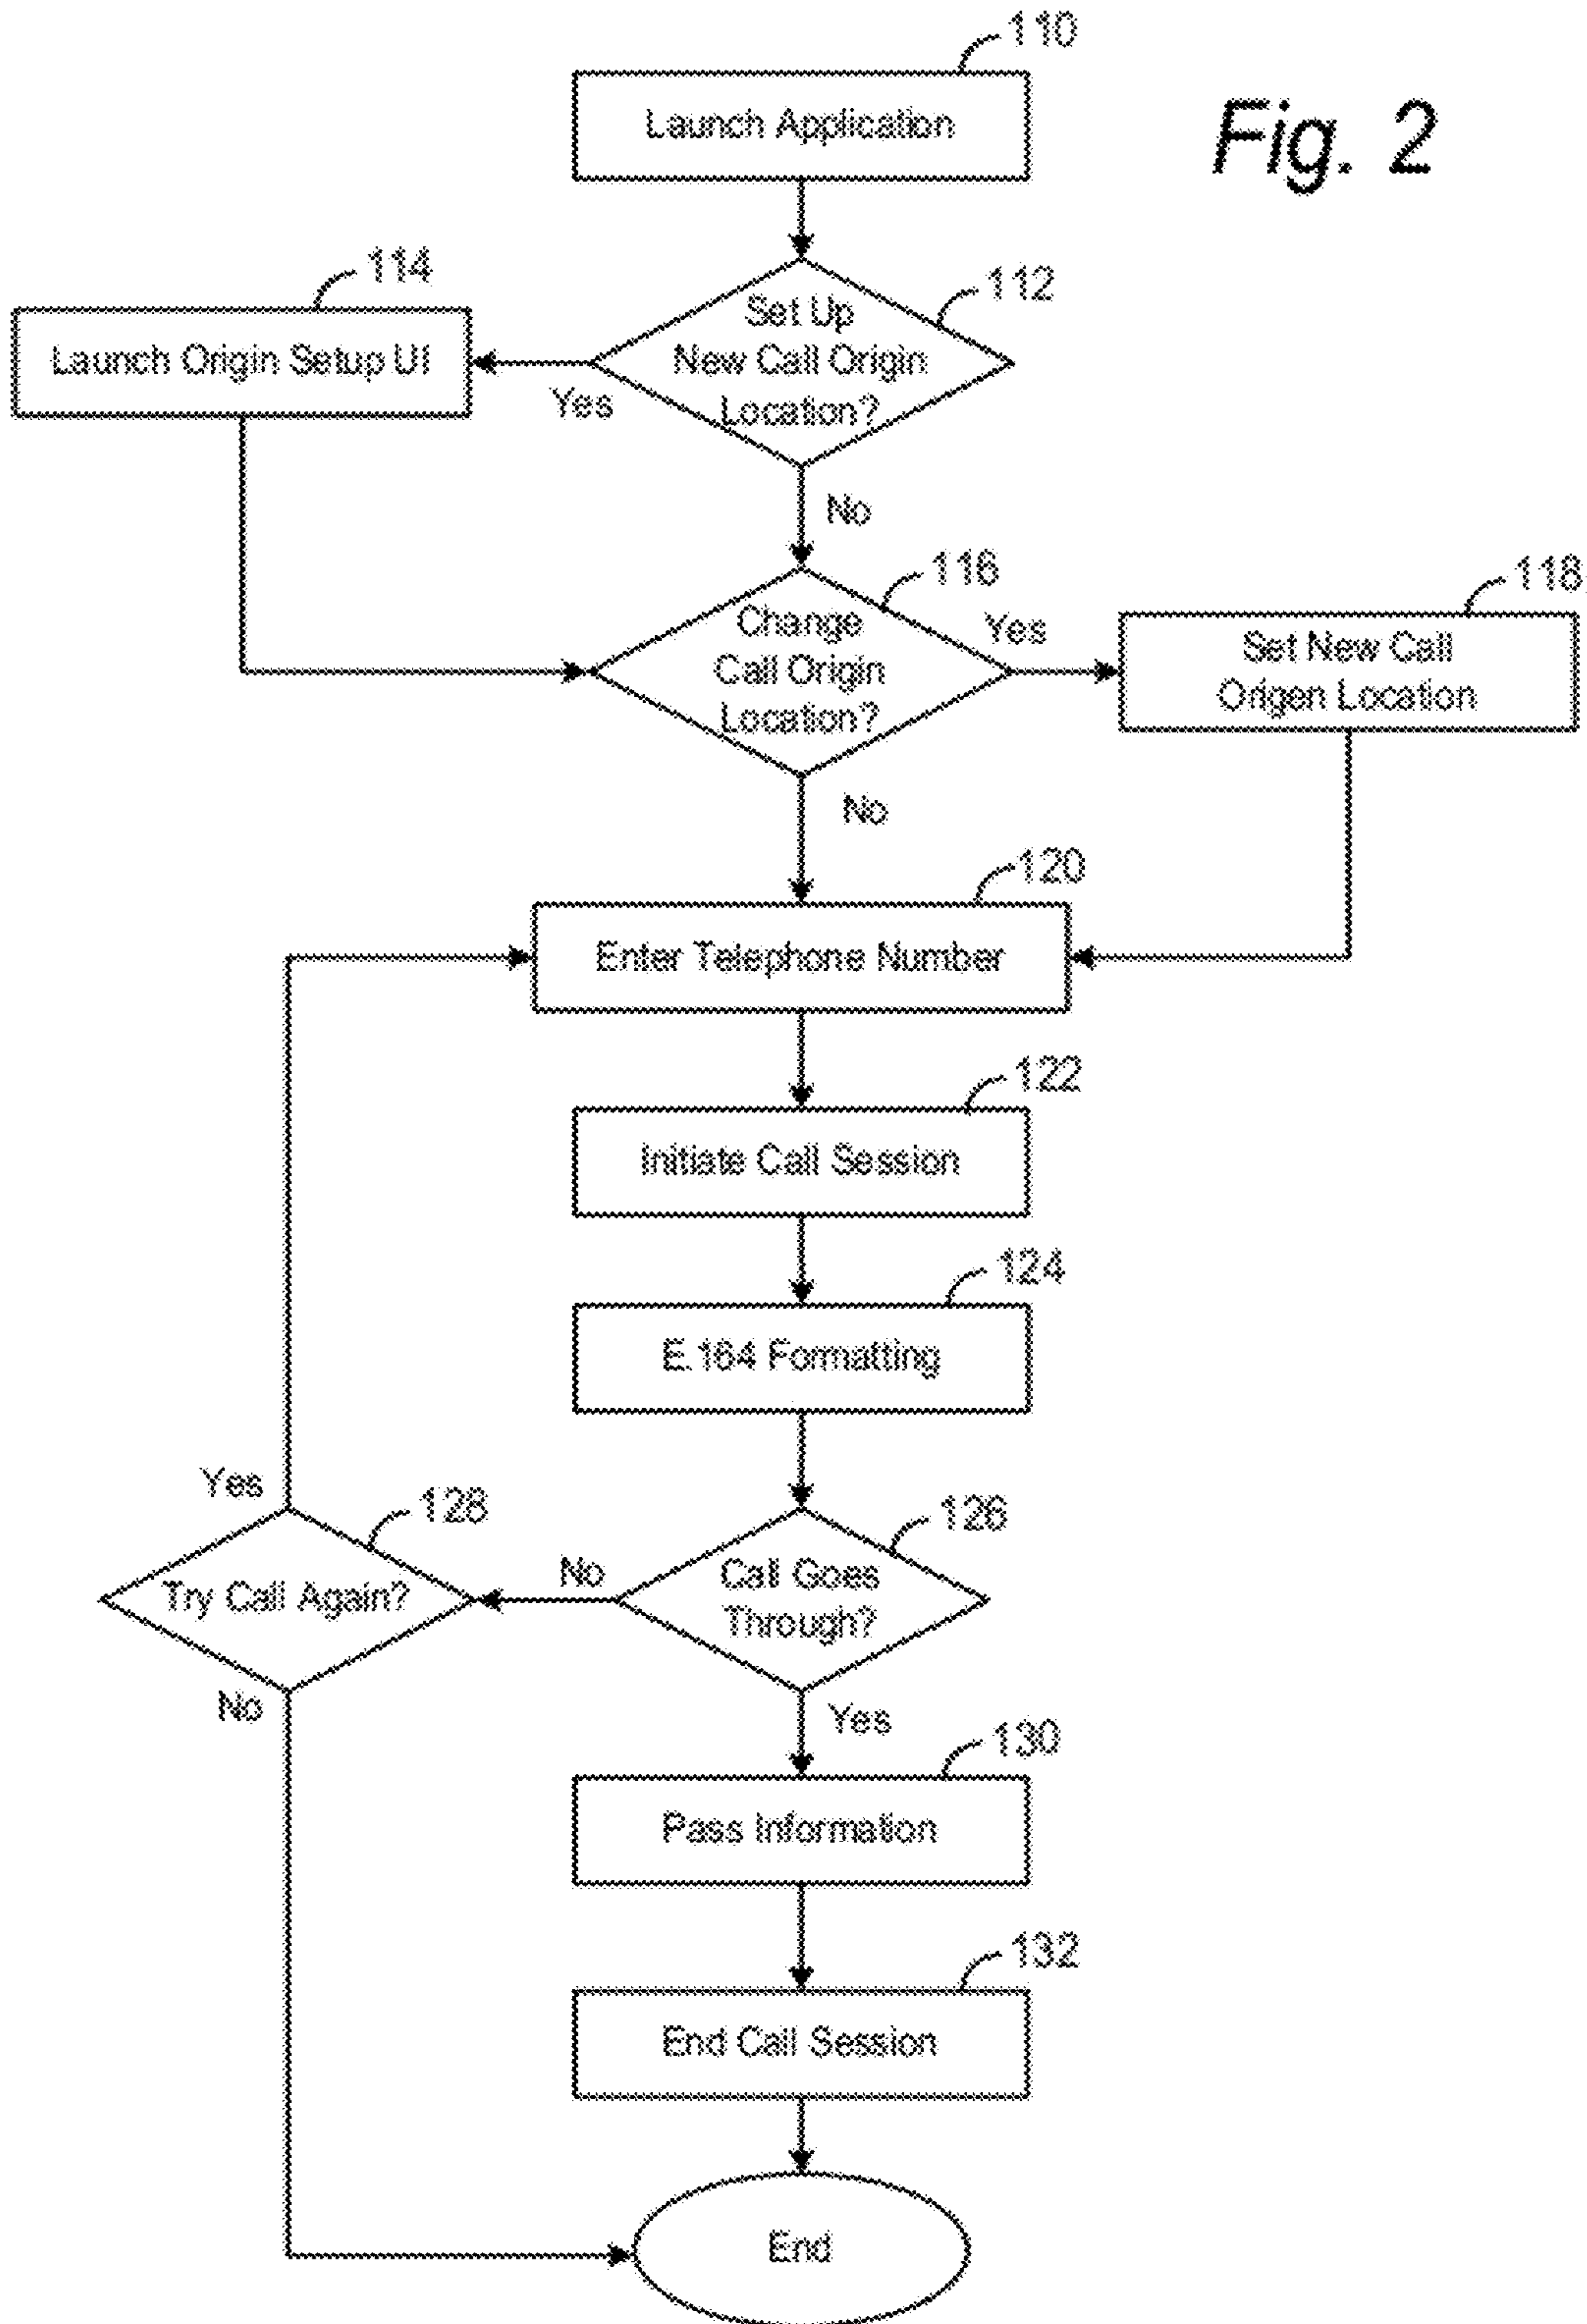 110
Launch Application
Fig. 2
114
112
Launch Origin Setup UI
Set Up
New Call Origin
Location?
Yes
No
116
118
Change
Call Origin
Location?
Yes
Set New Call
Origen Location
No
120
Enter Telephone Number
122
Initiate Call Session
124
E.164 Formatting
Yes
128
126
Try Call Again?
No
Call Goes
Through?
No
Yes
130
Pass Information
132
End Call Session
End